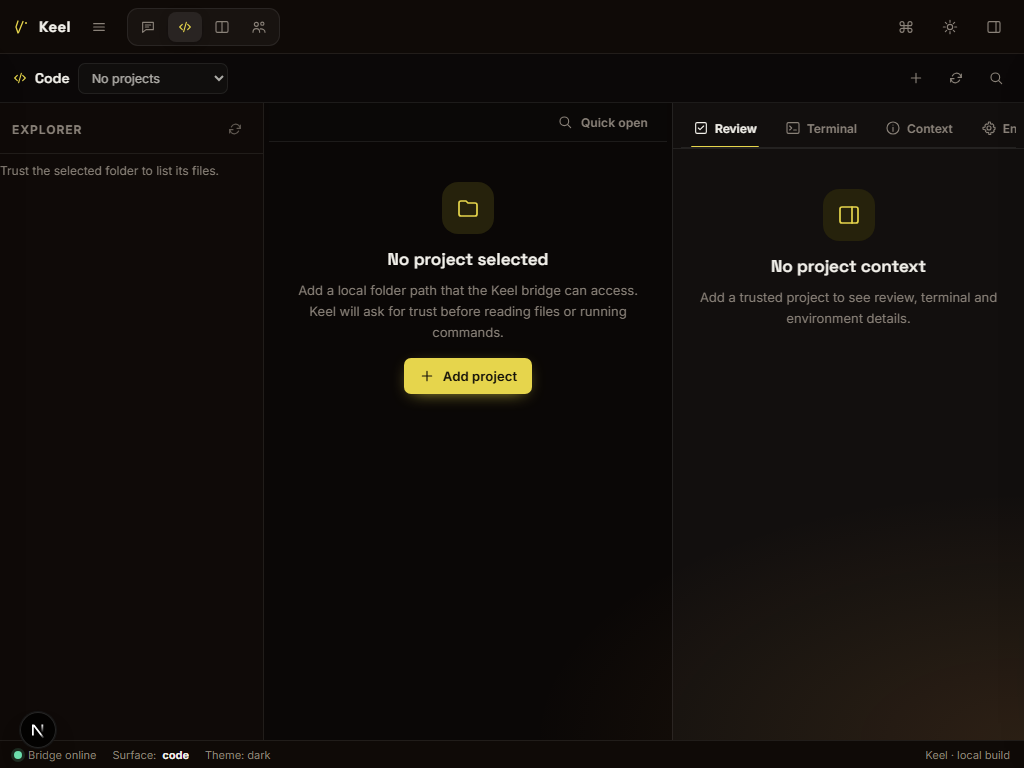 Keel
Code
No projects
EXPLORER
Trust the selected folder to list its files.
Quick open
No project selected
Add a local folder path that the Keel bridge can access.
Keel will ask for trust before reading files or running
commands.
Add project
Review
Terminal
Context
En
No project context
Add a trusted project to see review, terminal and
environment details.
N
Bridge online
Surface: code
Theme: dark
Keel · local build